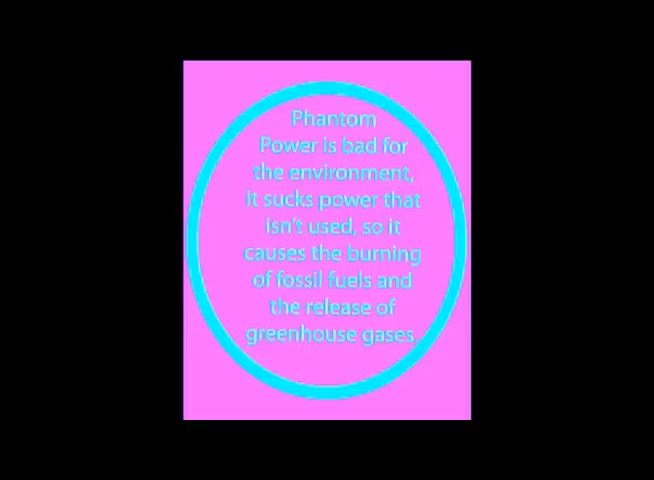 Phantom
Power is bad for
the environment,
it sucks power that
isn't used, so it
causes the burning
of fossil fuels and
the release of
greenhouse gases.